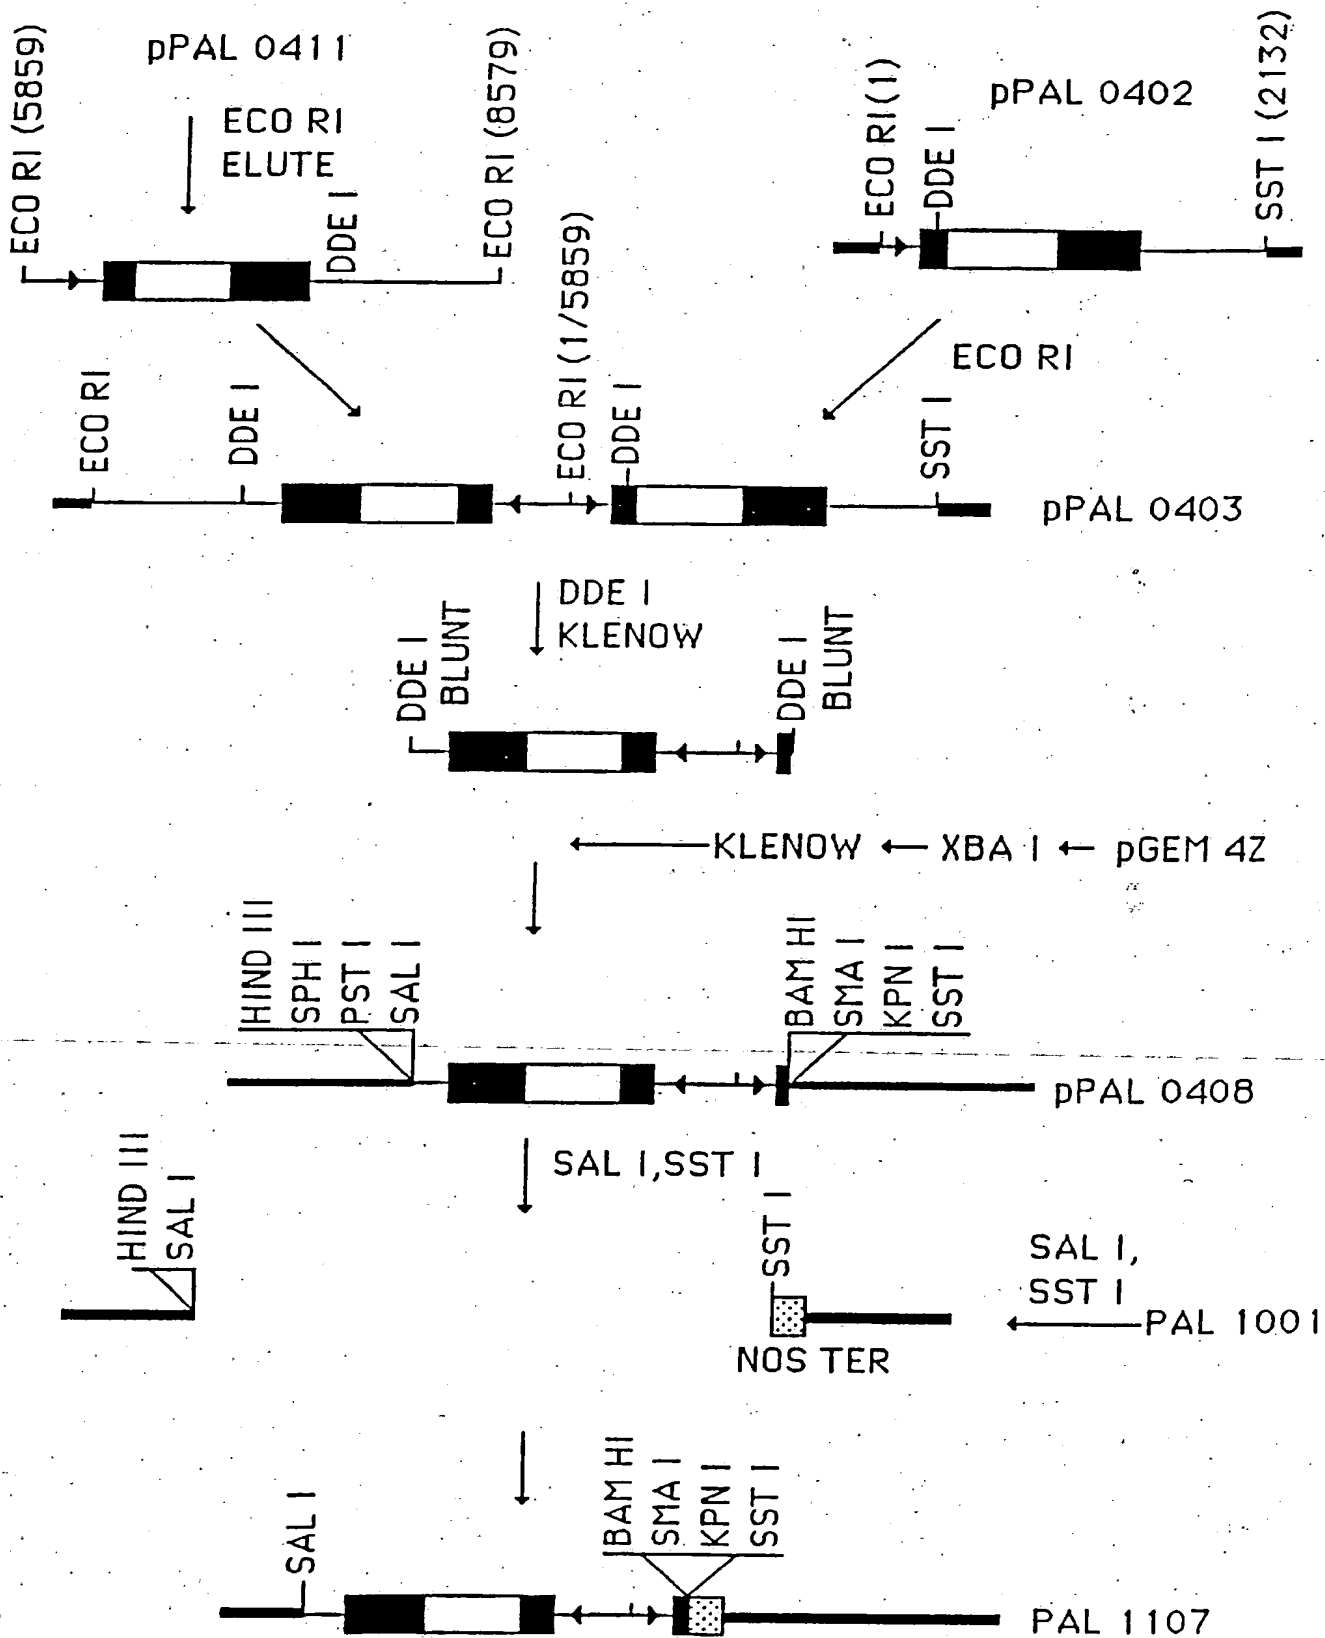 pPAL 0411
ECO RI (5859)
ECO RI
ELUTE
DDE I
ECO RI (8579)
pPAL 0402
ECO RI (1)
DDE I
SST I (2132)
ECO RI
ECO RI
DDE I
ECO RI (1/5859)
DDE I
SST I
pPAL 0403
DDE I
KLENOW
DDE I
BLUNT
DDE I
BLUNT
KLENOW
XBA I
pGEM 4Z
HIND III
SPH I
PST I
SAL I
BAM HI
SMA I
KPN I
SST I
pPAL 0408
SAL I,SST I
HIND III
SAL I
SST I
NOS TER
SAL I,
SST I
PAL 1001
SAL I
BAM HI
SMA I
KPN I
SST I
PAL 1107